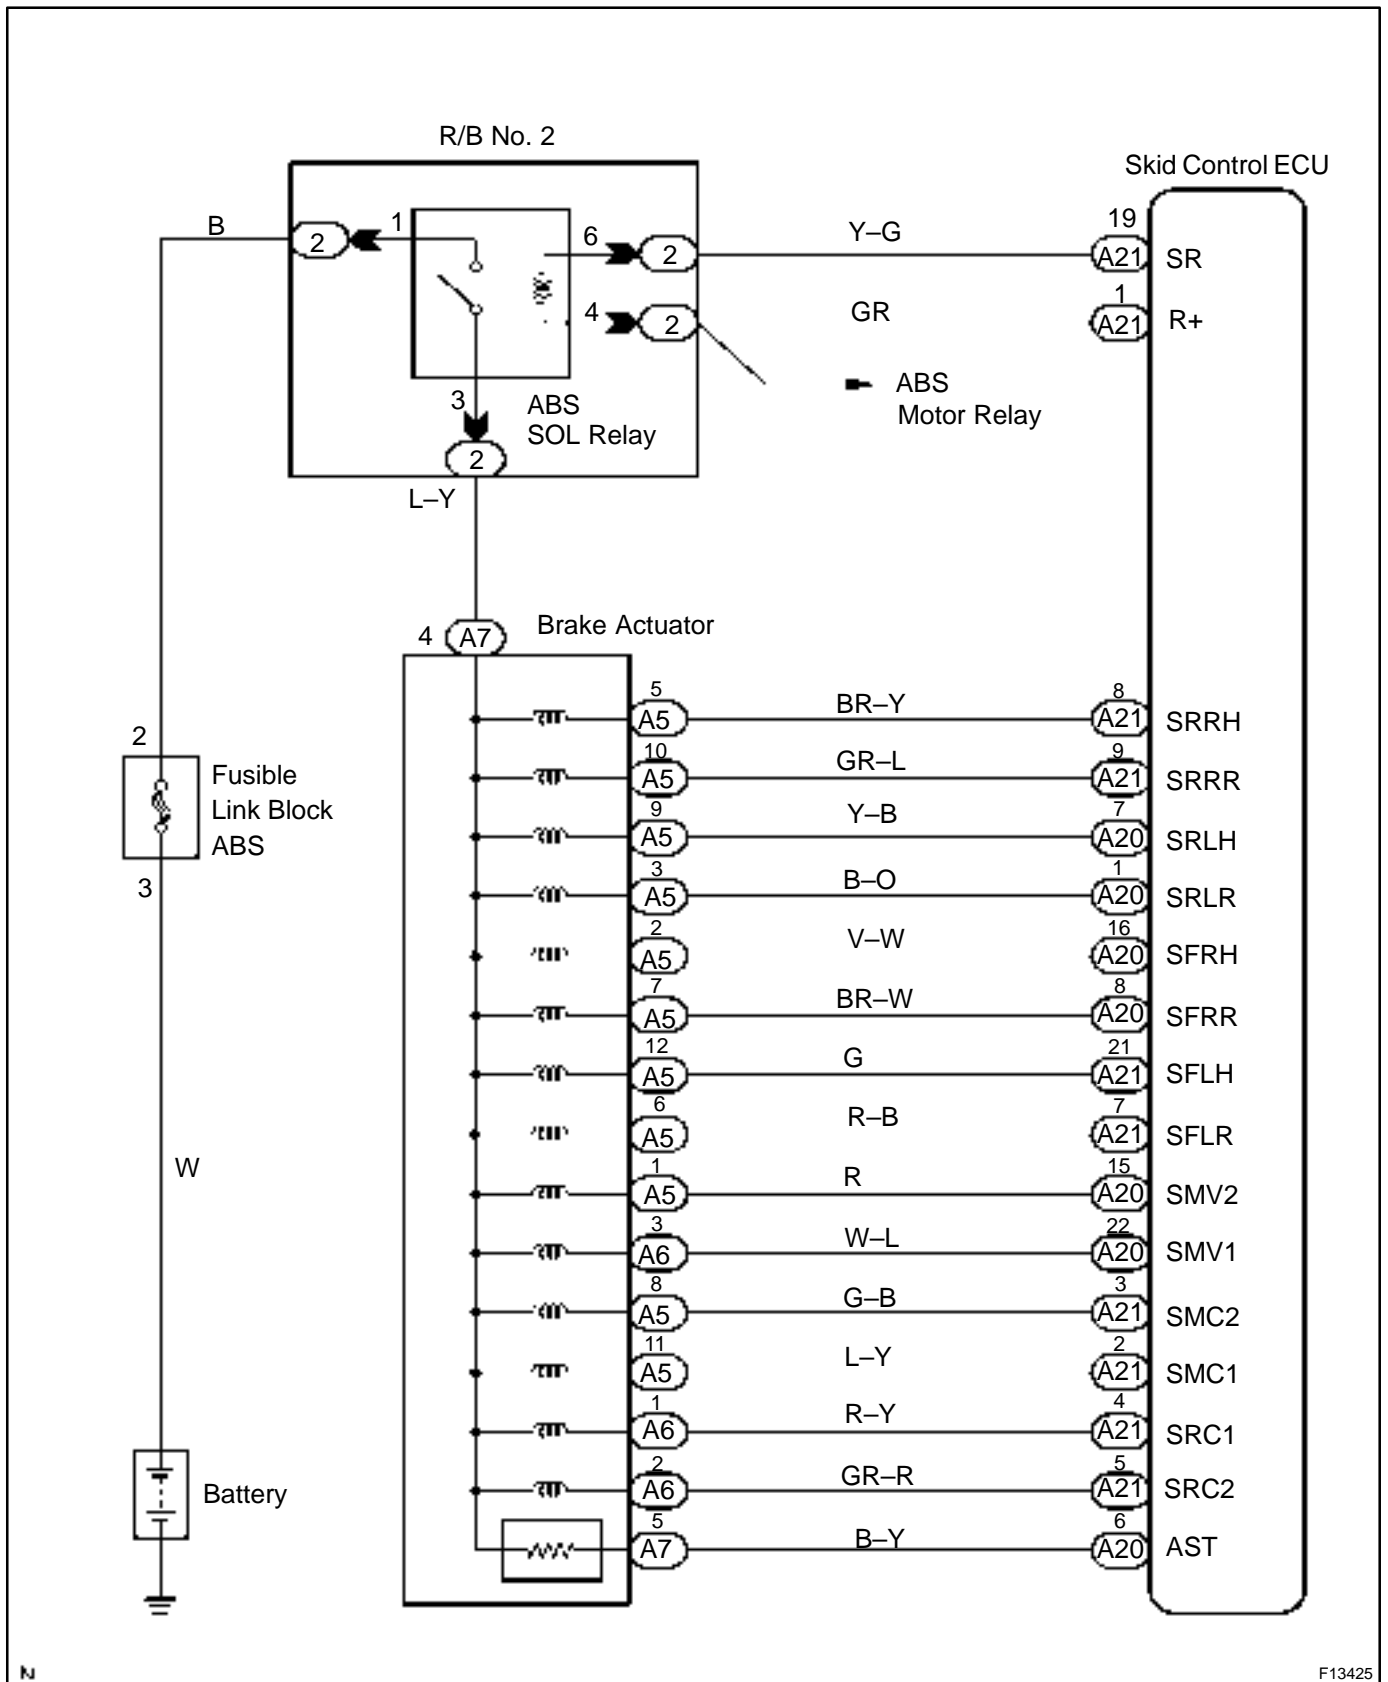 R/B No. 2
Skid Control ECU
B
2
1
6
2
Y–G
19
A21
SR
4
2
GR
1
A21
R+
ABS
Motor Relay
3
ABS
SOL Relay
2
L–Y
4
A7
Brake Actuator
5
A5
BR–Y
8
A21
SRRH
10
A5
GR–L
9
A21
SRRR
9
A5
Y–B
7
A20
SRLH
3
A5
B–O
1
A20
SRLR
2
A5
V–W
16
A20
SFRH
7
A5
BR–W
8
A20
SFRR
12
A5
G
21
A21
SFLH
6
A5
R–B
7
A21
SFLR
1
A5
R
15
A20
SMV2
3
A6
W–L
22
A20
SMV1
8
A5
G–B
3
A21
SMC2
11
A5
L–Y
2
A21
SMC1
1
A6
R–Y
4
A21
SRC1
2
A6
GR–R
5
A21
SRC2
5
A7
B–Y
6
A20
AST
2
Fusible
Link Block
ABS
3
W
Battery
N
F13425